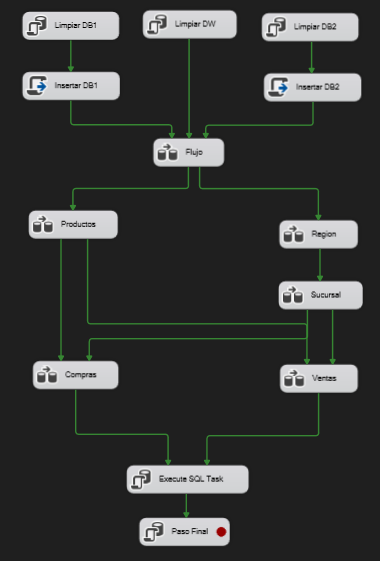 Limpiar DB1
Limpiar DW
Limpiar DB2
Insertar DB1
Insertar DB2
Flujo
Productos
Region
Sucursal
Compras
Ventas
Execute SQL Task
Paso Final